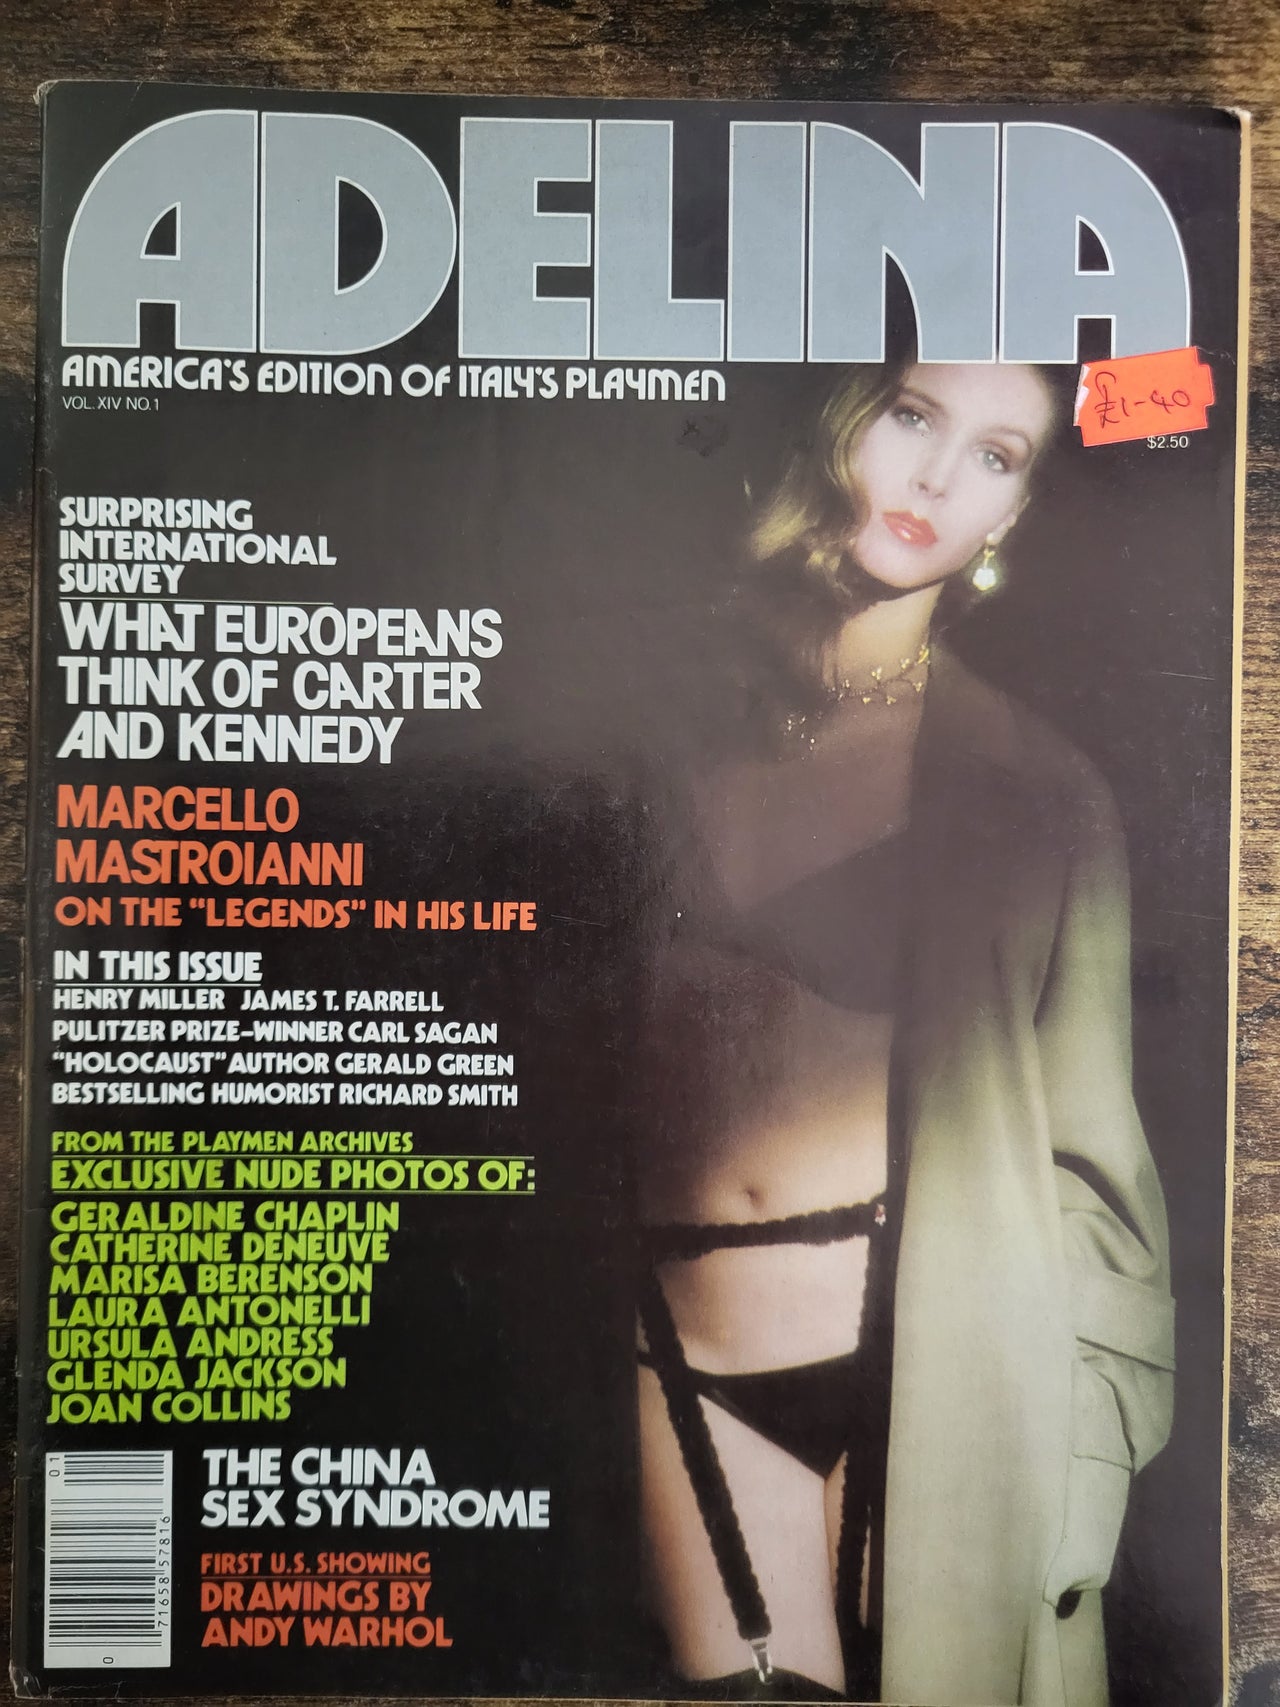 ADELINA
AMERICA'S EDITION OF ITALY'S PLAYMEN
VOL. XIV NO. 1
£1-40
$2.50
SURPRISING
INTERNATIONAL
SURVEY
WHAT EUROPEANS
THINK OF CARTER
AND KENNEDY
MARCELLO
MASTROIANNI
ON THE "LEGENDS" IN HIS LIFE
IN THIS ISSUE
HENRY MILLER JAMES T. FARRELL
PULITZER PRIZE-WINNER CARL SAGAN
"HOLOCAUST" AUTHOR GERALD GREEN
BESTSELLING HUMORIST RICHARD SMITH
FROM THE PLAYMEN ARCHIVES
EXCLUSIVE NUDE PHOTOS OF:
GERALDINE CHAPLIN
CATHERINE DENEUVE
MARISA BERENSON
LAURA ANTONELLI
URSULA ANDRESS
GLENDA JACKSON
JOAN COLLINS
THE CHINA
SEX SYNDROME
FIRST U.S. SHOWING
DRAWINGS BY
ANDY WARHOL
01
0
71658 57816